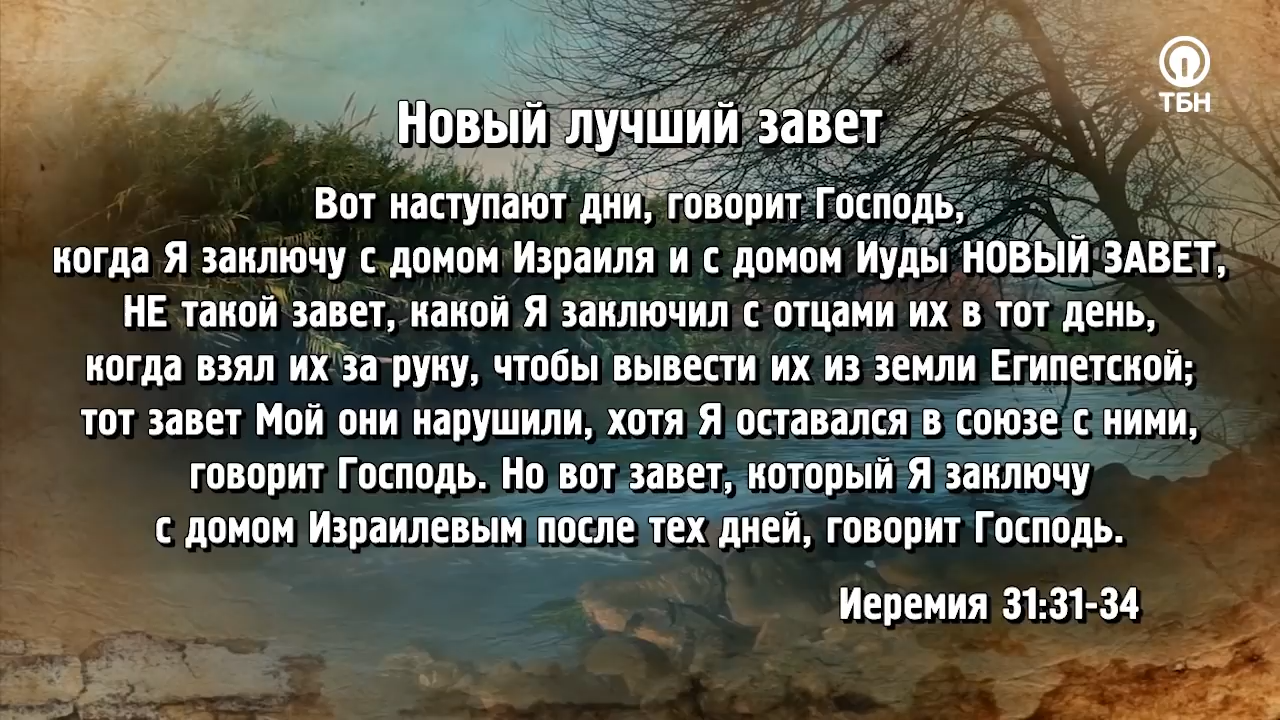 ТБН
Новый лучший завет
Вот наступают дни, говорит Господь,
когда Я заключу с домом Израиля и с домом Иуды НОВЫЙ ЗАВЕТ,
НЕ такой завет, какой Я заключил с отцами их в тот день,
когда взял их за руку, чтобы вывести их из земли Египетской;
тот завет Мой они нарушили, хотя Я оставался в союзе с ними,
говорит Господь. Но вот завет, который Я заключу
с домом Израилевым после тех дней, говорит Господь.
Иеремия 31:31-34